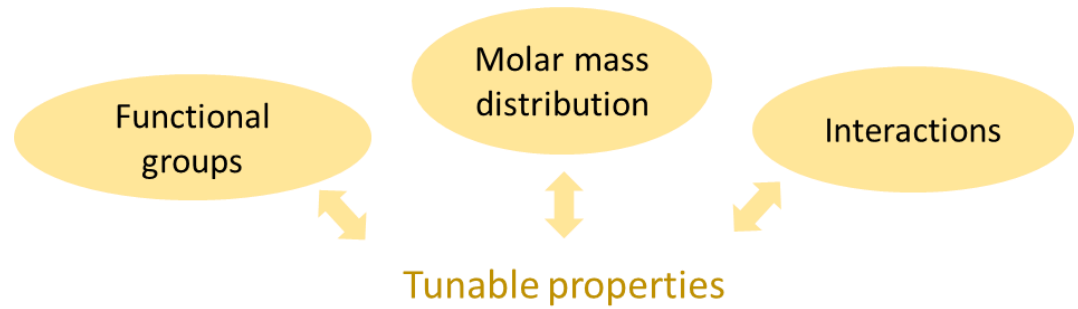 Functional
groups
Molar mass
distribution
Interactions
Tunable properties